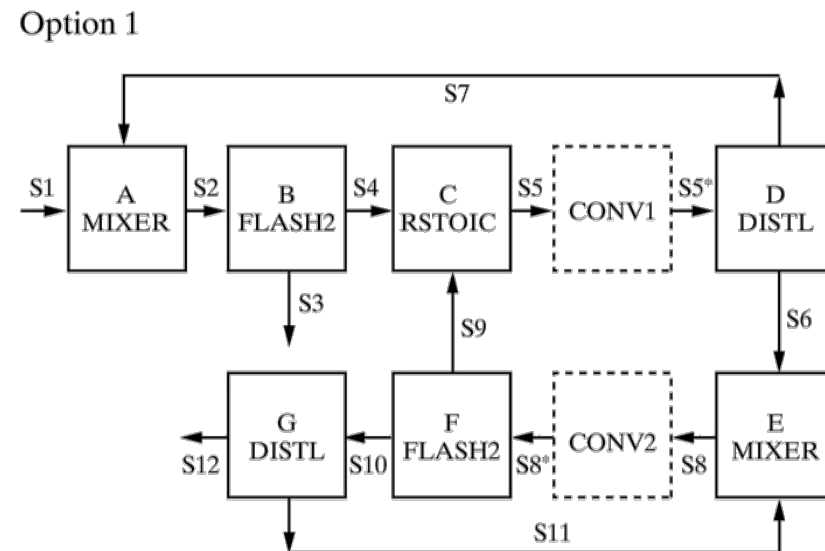 Option 1
S7
S1
A
MIXER
S2
B
FLASH2
S4
C
RSTOIC
S5
CONV1
S5*
D
DISTL
S3
S9
S6
G
DISTL
F
FLASH2
CONV2
E
MIXER
S12
S10
S8*
S8
S11